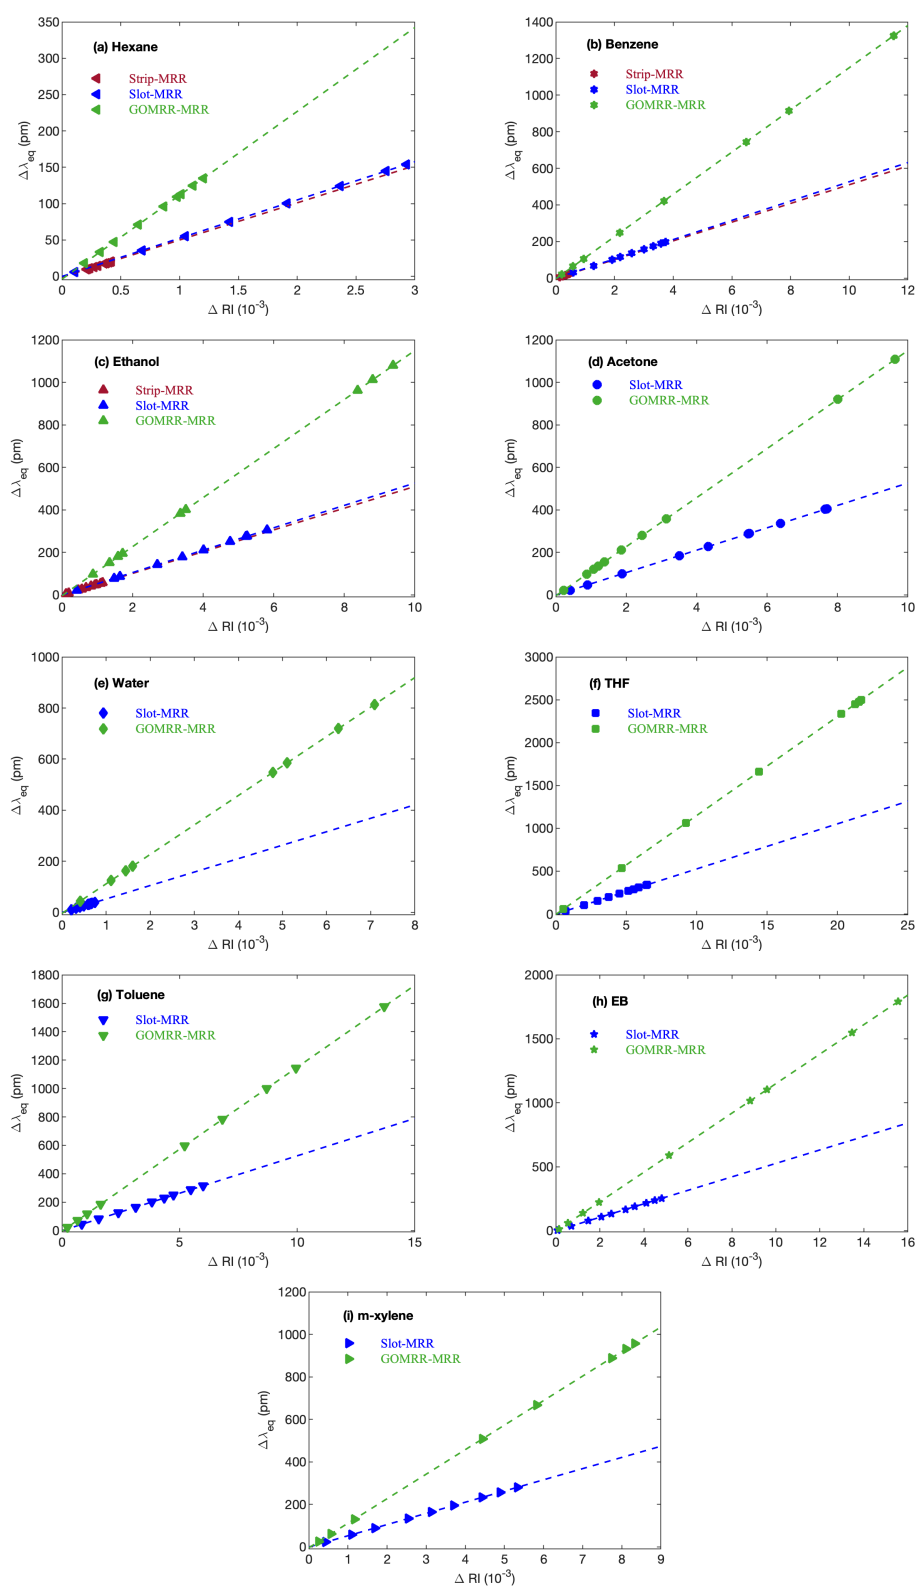 (a) Hexane
Strip-MRR
Slot-MRR
GOMRR-MRR
350
300
250
200
150
100
50
0
Δλeq (pm)
0 0.5 1 1.5 2 2.5 3
Δ RI (10-3)
(b) Benzene
Strip-MRR
Slot-MRR
GOMRR-MRR
1400
1200
1000
800
600
400
200
0
Δλeq (pm)
0 2 4 6 8 10 12
Δ RI (10-3)
(c) Ethanol
Strip-MRR
Slot-MRR
GOMRR-MRR
1200
1000
800
600
400
200
0
Δλeq (pm)
0 2 4 6 8 10
Δ RI (10-3)
(d) Acetone
Slot-MRR
GOMRR-MRR
1200
1000
800
600
400
200
0
Δλeq (pm)
0 2 4 6 8 10
Δ RI (10-3)
(e) Water
Slot-MRR
GOMRR-MRR
1000
800
600
400
200
0
Δλeq (pm)
0 1 2 3 4 5 6 7 8
Δ RI (10-3)
(f) THF
Slot-MRR
GOMRR-MRR
3000
2500
2000
1500
1000
500
0
Δλeq (pm)
0 5 10 15 20 25
Δ RI (10-3)
(g) Toluene
Slot-MRR
GOMRR-MRR
1800
1600
1400
1200
1000
800
600
400
200
0
Δλeq (pm)
0 5 10 15
Δ RI (10-3)
(h) EB
Slot-MRR
GOMRR-MRR
2000
1500
1000
500
0
Δλeq (pm)
0 2 4 6 8 10 12 14 16
Δ RI (10-3)
(i) m-xylene
Slot-MRR
GOMRR-MRR
1200
1000
800
600
400
200
0
Δλeq (pm)
0 1 2 3 4 5 6 7 8 9
Δ RI (10-3)